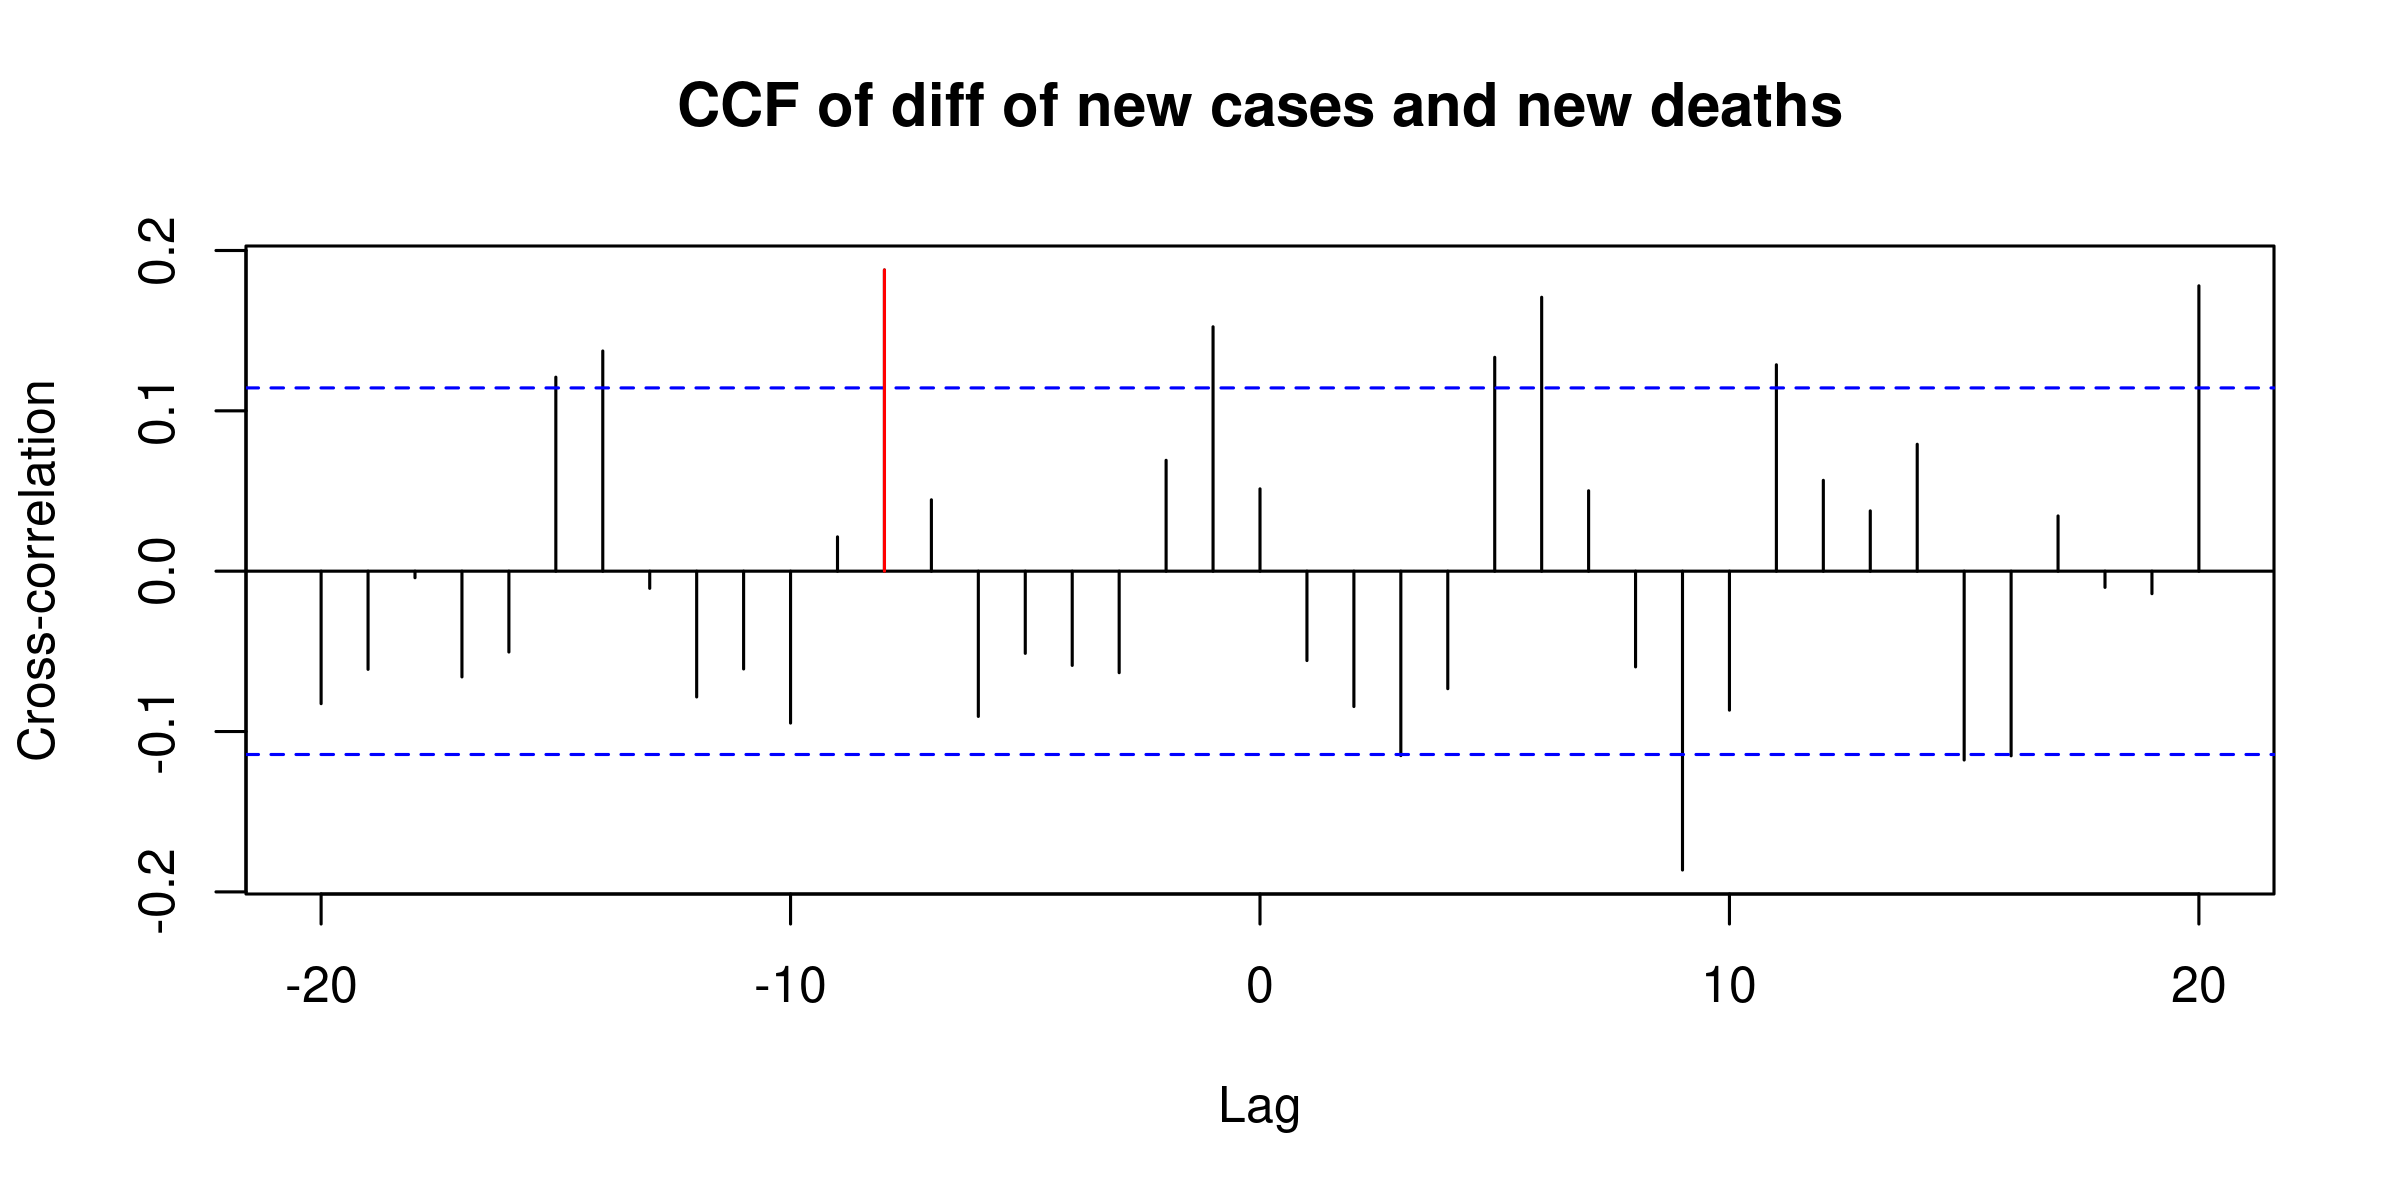 CCF of diff of new cases and new deaths
Cross-correlation
0.2
0.1
0.0
-0.1
-0.2
-20 -10 0 10 20
Lag